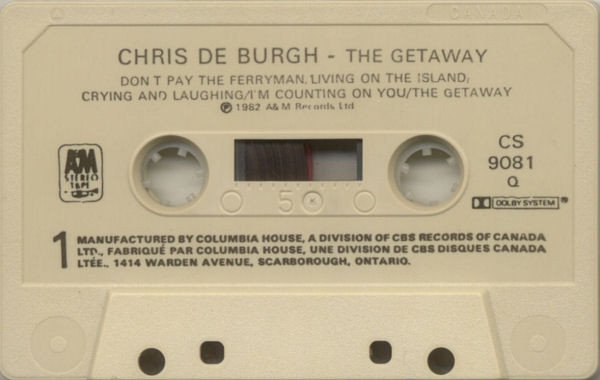 CANADA
CHRIS DE BURGH - THE GETAWAY
DON T PAY THE FERRYMAN/LIVING ON THE ISLAND/
CRYING AND LAUGHING/I'M COUNTING ON YOU/THE GETAWAY
℗ 1982 A&M Records Ltd
A&M
STEREO
TAPE
CS
9081
Q
50
DOLBY SYSTEM ®
1
MANUFACTURED BY COLUMBIA HOUSE, A DIVISION OF CBS RECORDS OF CANADA
LTD., FABRIQUÉ PAR COLUMBIA HOUSE, UNE DIVISION DE CBS DISQUES CANADA
LTÉE., 1414 WARDEN AVENUE, SCARBOROUGH, ONTARIO.